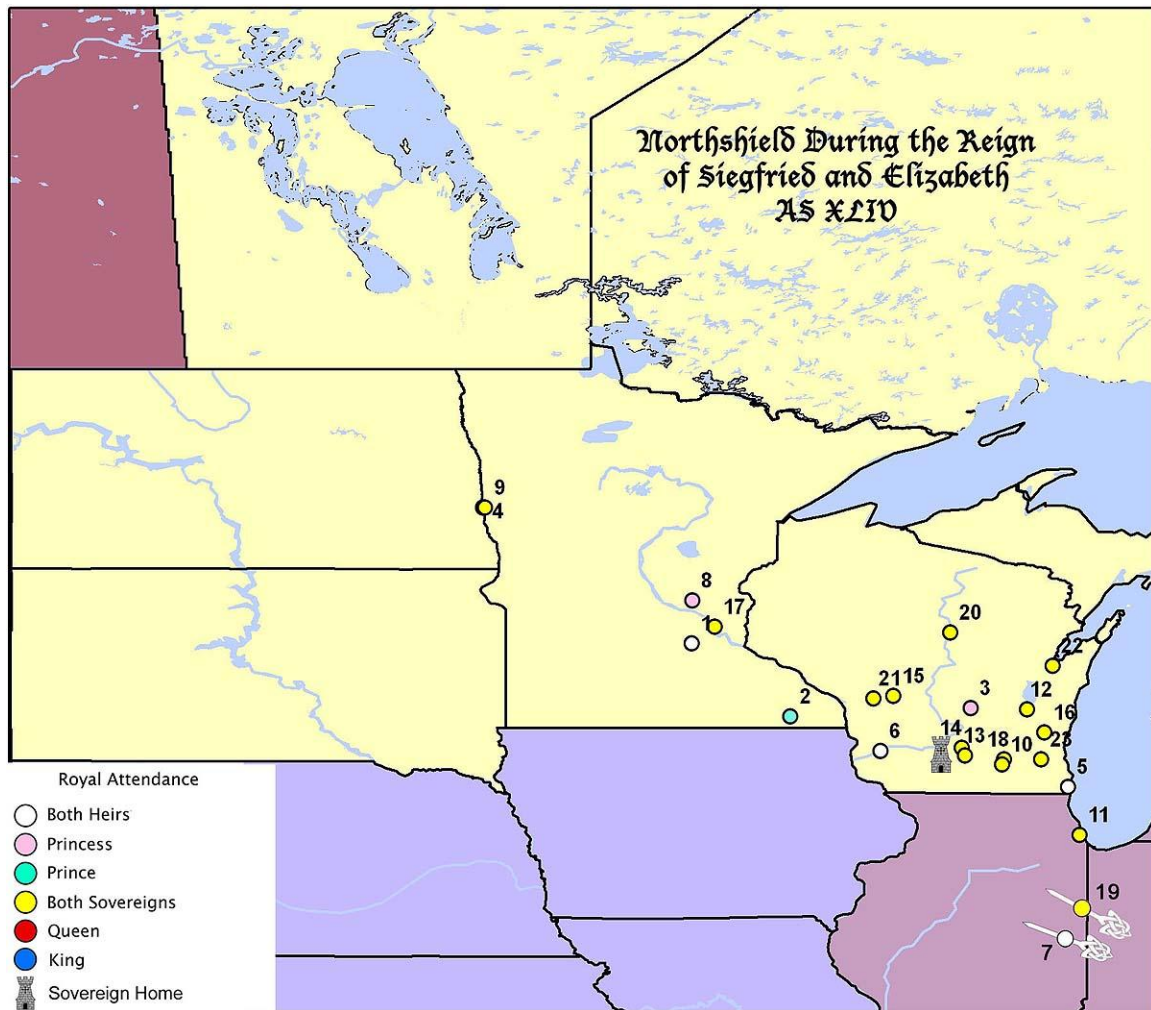 Northshield During the Reign
of Siegfried and Elizabeth
AS XLIV
9
4
8
17
1
2
20
22
21 15
3
12
16
6
14 13
18 10
23
5
11
19
7
Royal Attendance
Both Heirs
Princess
Prince
Both Sovereigns
Queen
King
Sovereign Home